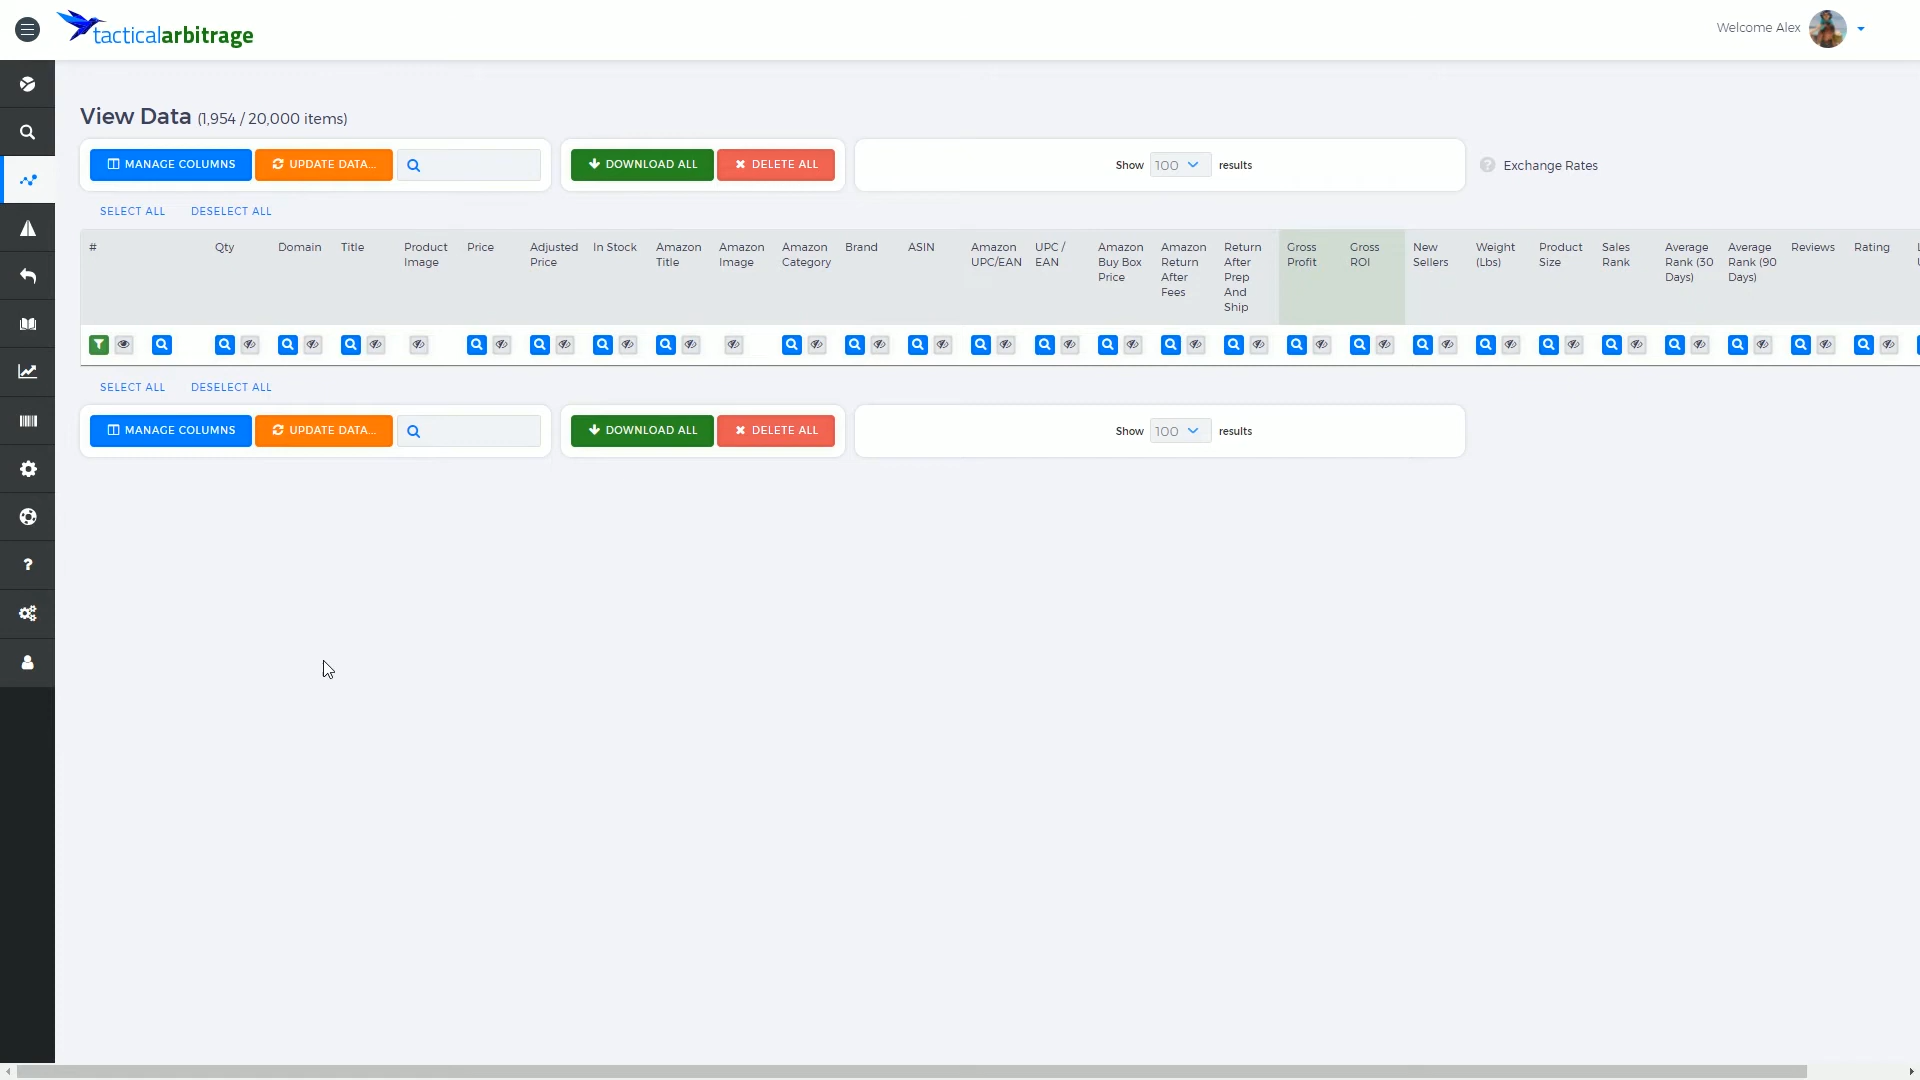 tacticalarbitrage
Welcome Alex
View Data (1,954 / 20,000 items)
MANAGE COLUMNS UPDATE DATA... DOWNLOAD ALL DELETE ALL Show 100 results Exchange Rates
SELECT ALL DESELECT ALL
# Qty Domain Title Product Image Price Adjusted Price In Stock Amazon Title Amazon Image Amazon Category Brand ASIN Amazon UPC/EAN UPC / EAN Amazon Buy Box Price Amazon Return After Fees Return After Prep And Ship Gross Profit Gross ROI New Sellers Weight (Lbs) Product Size Sales Rank Average Rank (30 Days) Average Rank (90 Days) Reviews Rating
SELECT ALL DESELECT ALL
MANAGE COLUMNS UPDATE DATA... DOWNLOAD ALL DELETE ALL Show 100 results